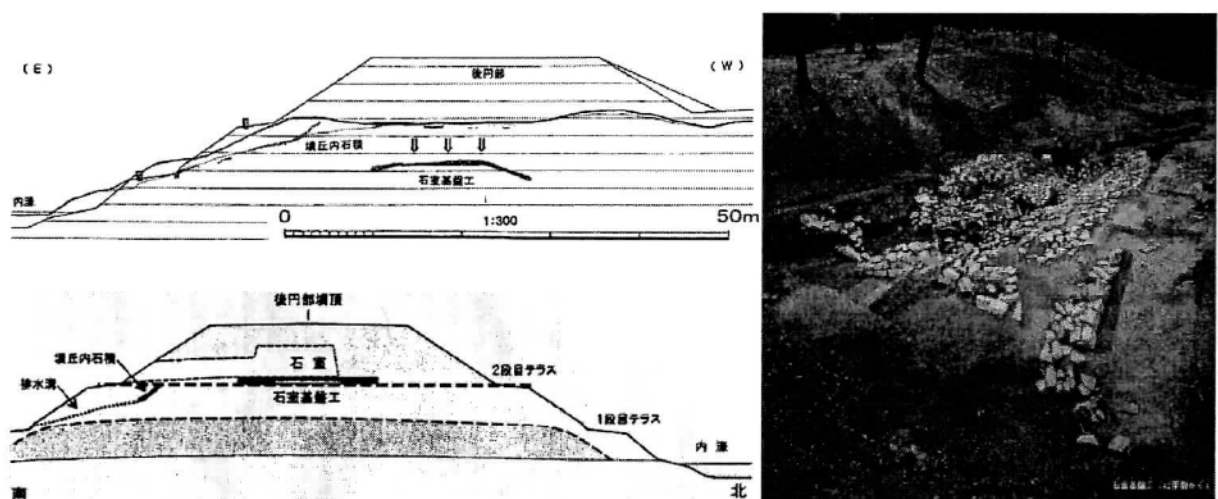 (E)
後円部
(W)
墳丘内石積
石室基盤工
内濠
0
1:300
50m
後円部墳頂
墳丘内石積
石室
排水溝
石室基盤工
2段目テラス
1段目テラス
内濠
南
北